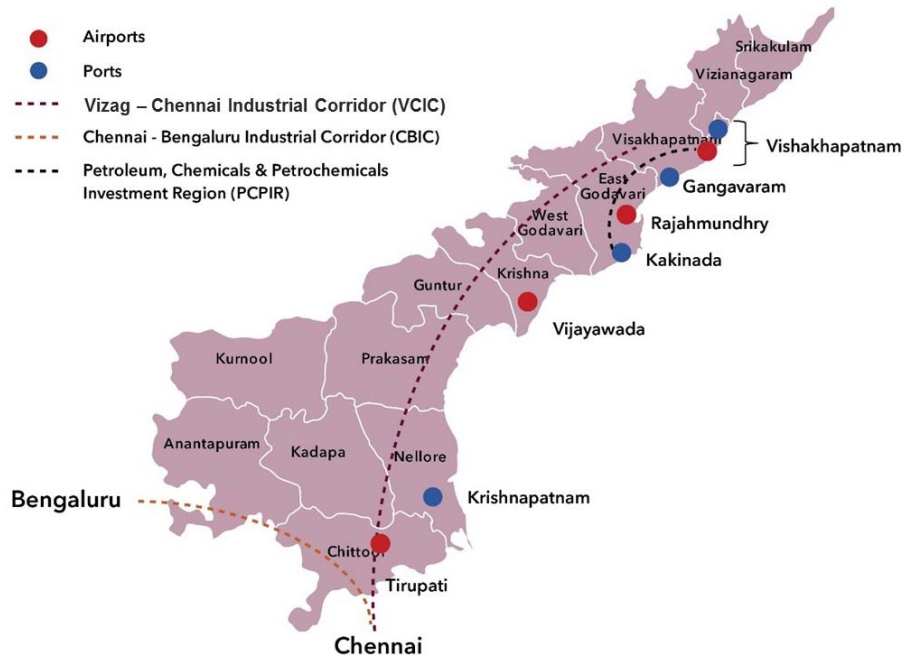 Airports
Ports
Vizag – Chennai Industrial Corridor (VCIC)
Chennai - Bengaluru Industrial Corridor (CBIC)
Petroleum, Chemicals & Petrochemicals
Investment Region (PCPIR)
Srikakulam
Vizianagaram
Visakhapatnam
Vishakhapatnam
East
Godavari
Gangavaram
West
Godavari
Rajahmundhry
Kakinada
Krishna
Guntur
Vijayawada
Kurnool
Prakasam
Anantapuram
Kadapa
Nellore
Bengaluru
Krishnapatnam
Chittoor
Tirupati
Chennai